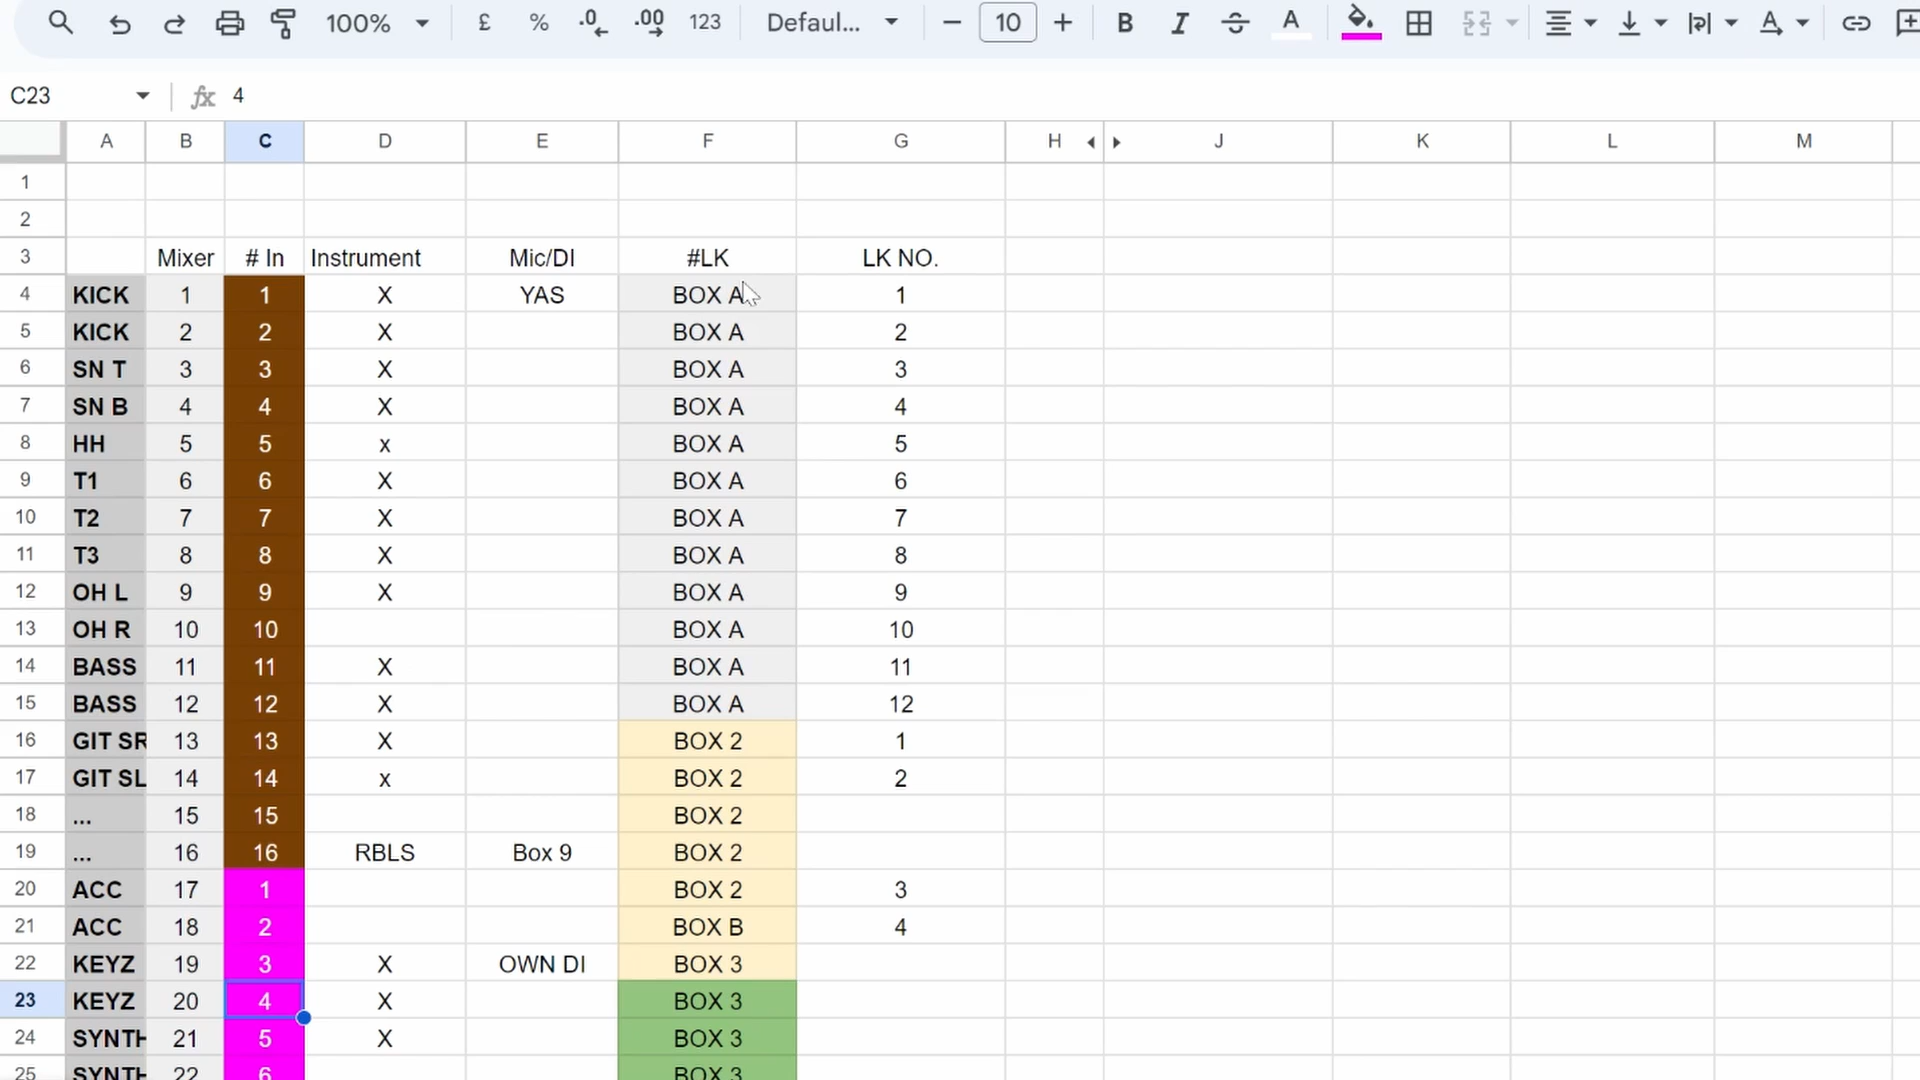 100% £ % .0 .00 123 Defaul... 10 B I A A
C23 fx 4
A B C D E F G H J K L M
1
2
3 Mixer # In Instrument Mic/DI #LK LK NO.
4 KICK 1 1 X YAS BOX A 1
5 KICK 2 2 X BOX A 2
6 SN T 3 3 X BOX A 3
7 SN B 4 4 X BOX A 4
8 HH 5 5 x BOX A 5
9 T1 6 6 X BOX A 6
10 T2 7 7 X BOX A 7
11 T3 8 8 X BOX A 8
12 OH L 9 9 X BOX A 9
13 OH R 10 10 BOX A 10
14 BASS 11 11 X BOX A 11
15 BASS 12 12 X BOX A 12
16 GIT SR 13 13 X BOX 2 1
17 GIT SL 14 14 x BOX 2 2
18 ... 15 15 BOX 2
19 ... 16 16 RBLS Box 9 BOX 2
20 ACC 17 1 BOX 2 3
21 ACC 18 2 BOX B 4
22 KEYZ 19 3 X OWN DI BOX 3
23 KEYZ 20 4 X BOX 3
24 SYNTH 21 5 X BOX 3
25 SYNTH 22 6 BOX 3